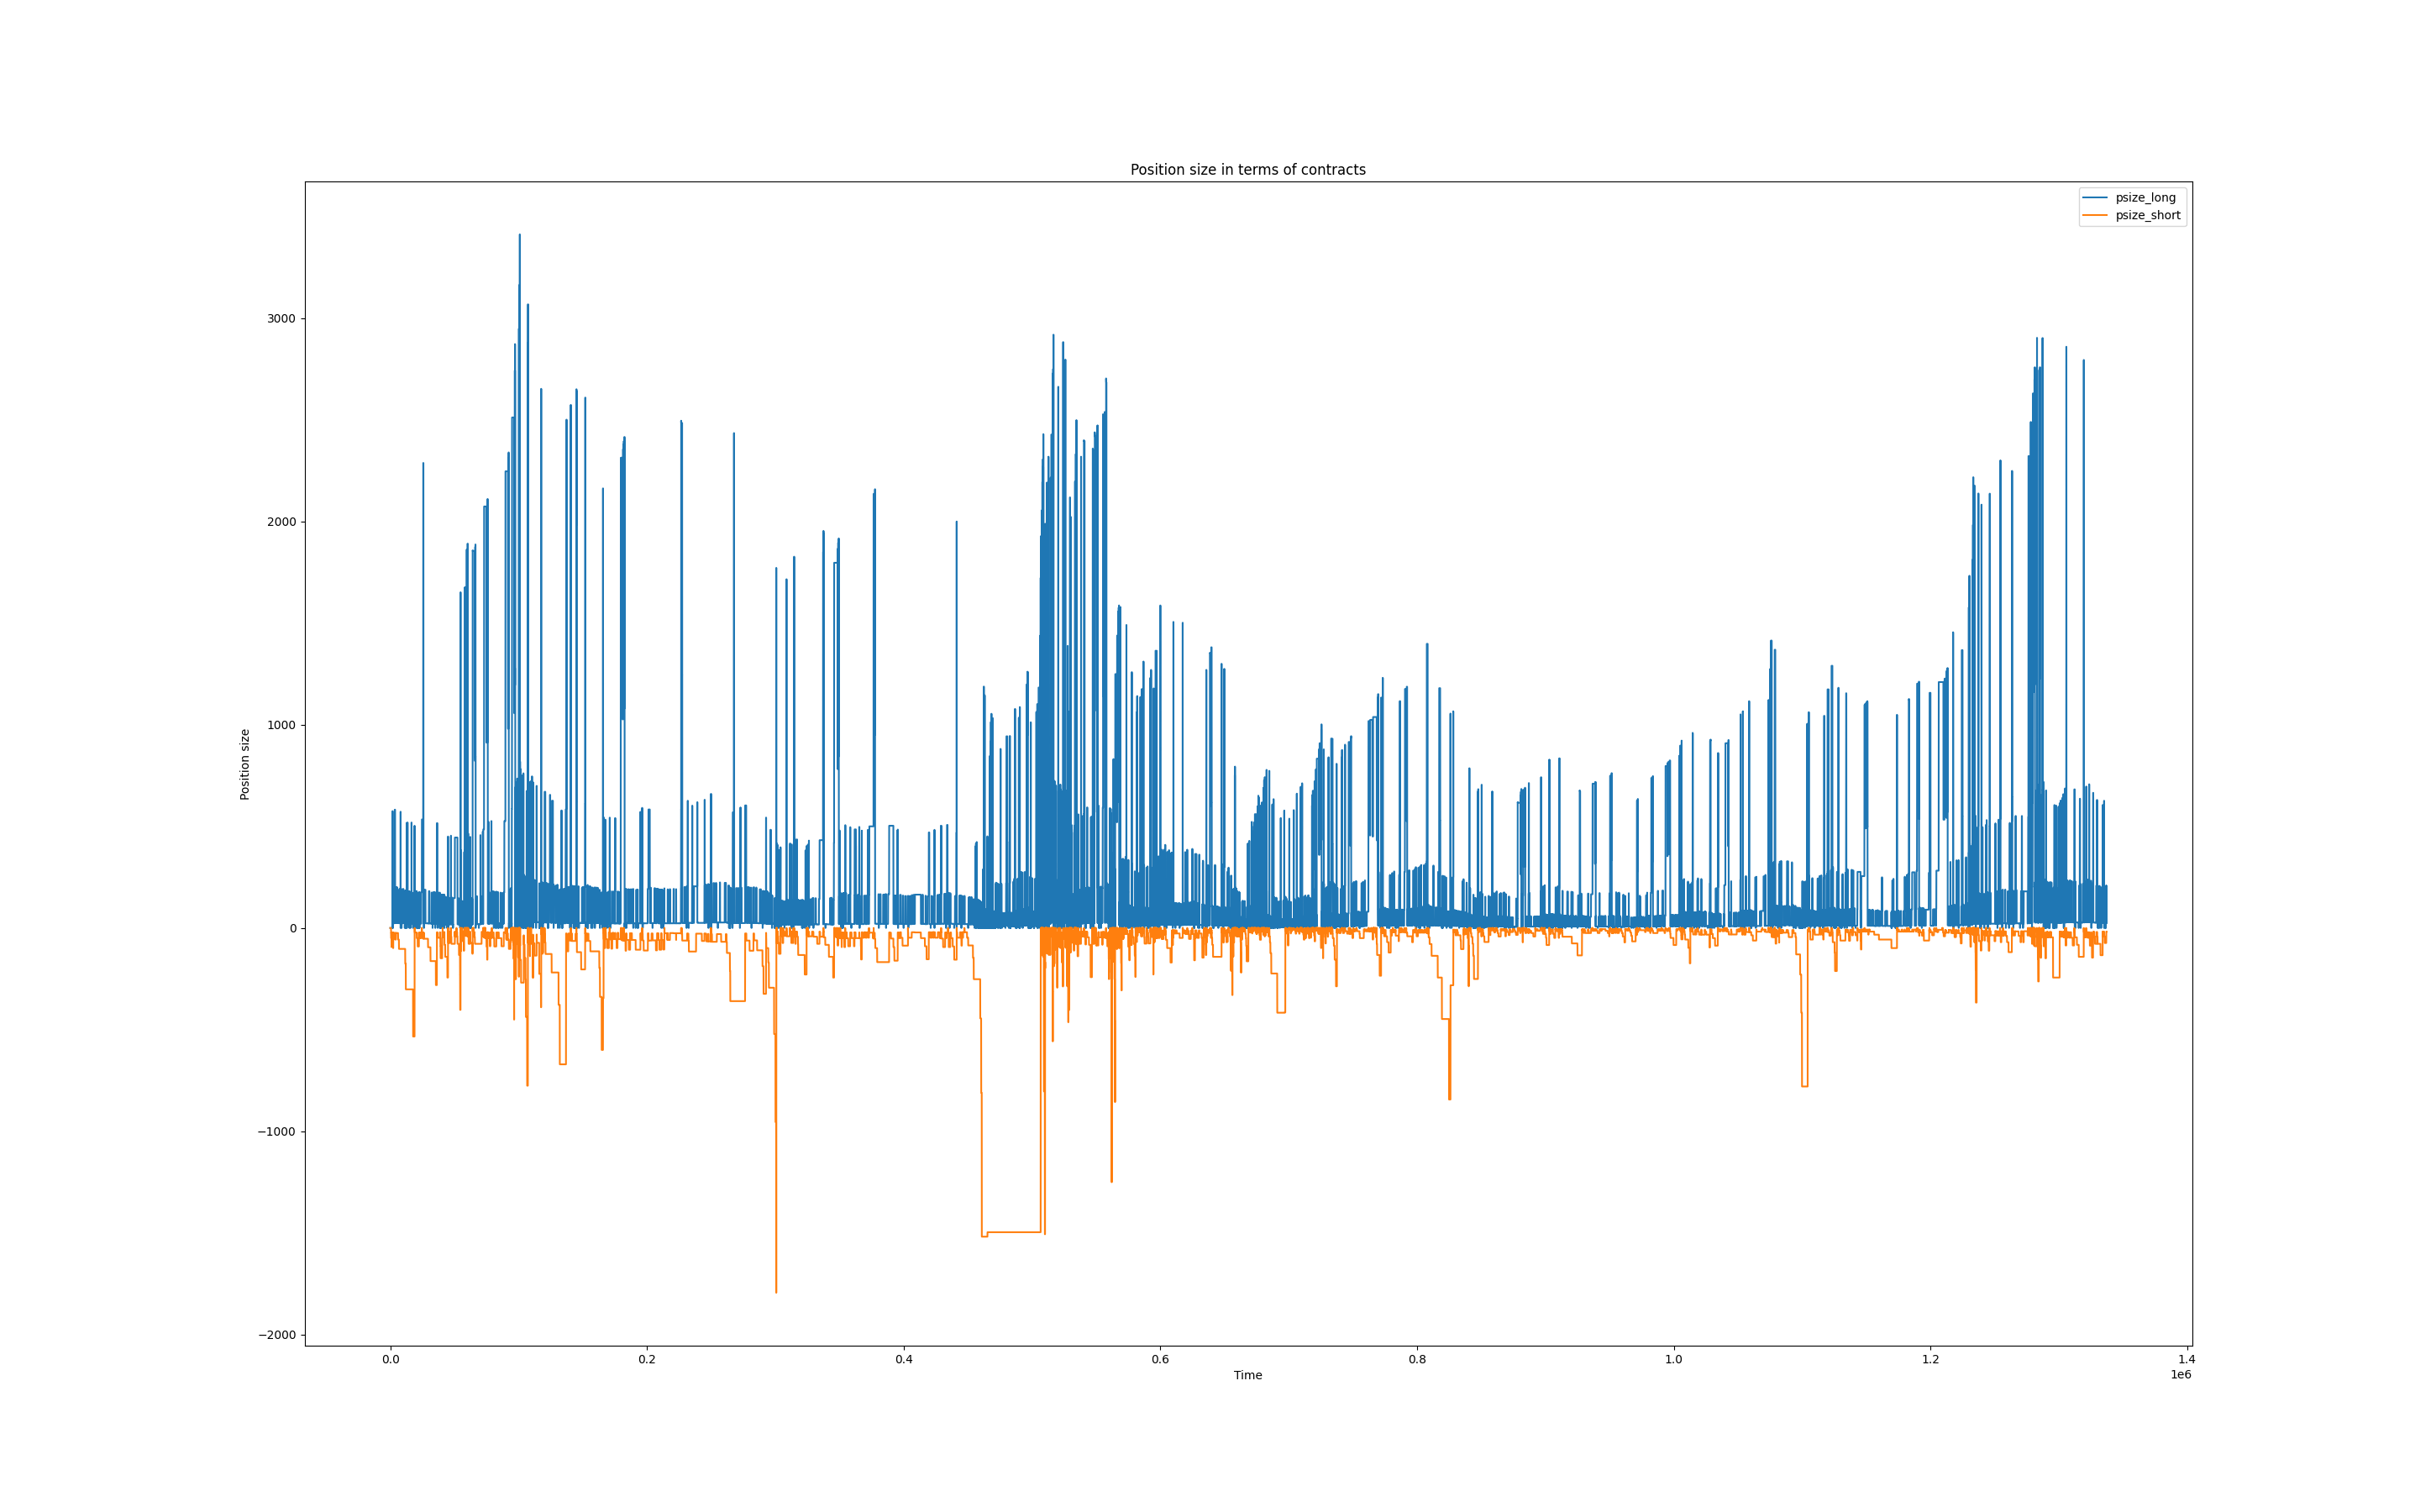 Position size in terms of contracts
psize_long
psize_short
3000
2000
1000
0
−1000
−2000
Position size
0.0
0.2
0.4
0.6
0.8
1.0
1.2
1.4
Time
1e6